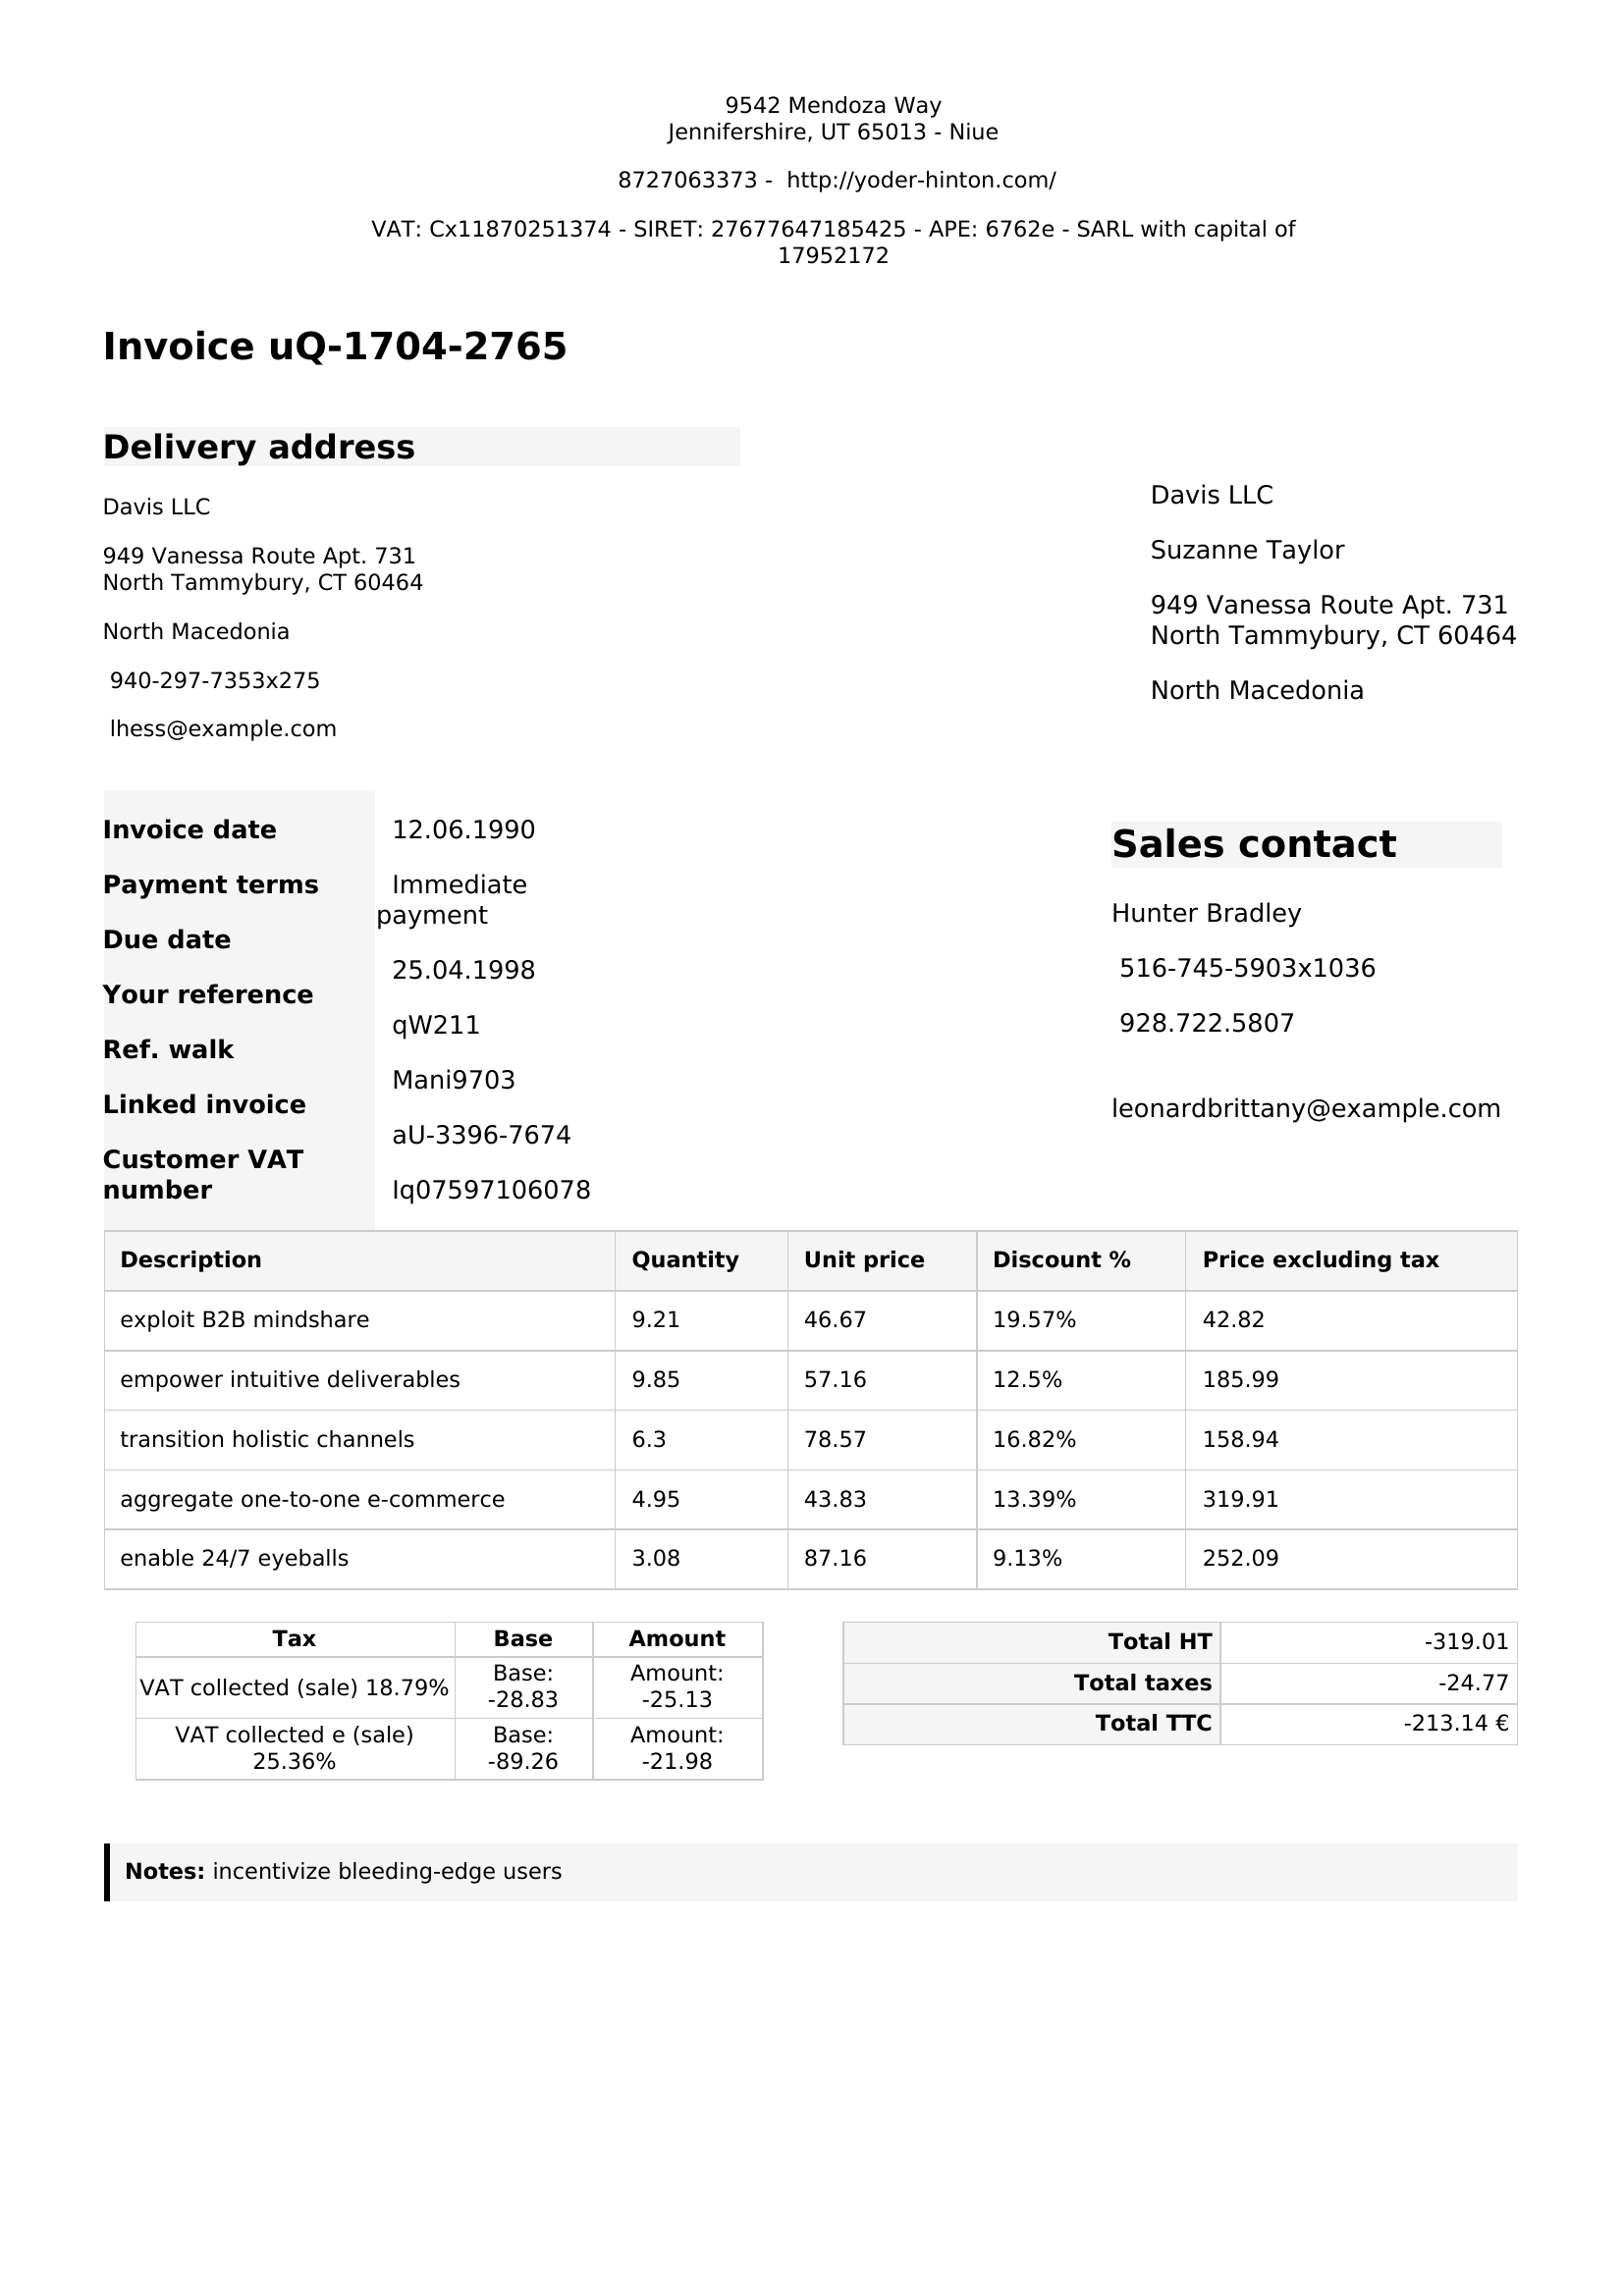 9542 Mendoza Way
Jennifershire, UT 65013 - Niue
8727063373 -  http://yoder-hinton.com/
VAT: Cx11870251374 - SIRET: 27677647185425 - APE: 6762e - SARL with capital of
17952172
Invoice uQ-1704-2765
Delivery address
Davis LLC
949 Vanessa Route Apt. 731
North Tammybury, CT 60464
North Macedonia
940-297-7353x275
lhess@example.com
Davis LLC
Suzanne Taylor
949 Vanessa Route Apt. 731
North Tammybury, CT 60464
North Macedonia
Invoice date
Payment terms
Due date
Your reference
Ref. walk
Linked invoice
Customer VAT
number
12.06.1990
Immediate
payment
25.04.1998
qW211
Mani9703
aU-3396-7674
Iq07597106078
Sales contact
Hunter Bradley
516-745-5903x1036
928.722.5807
leonardbrittany@example.com
Description Quantity Unit price Discount % Price excluding tax
exploit B2B mindshare 9.21 46.67 19.57% 42.82
empower intuitive deliverables 9.85 57.16 12.5% 185.99
transition holistic channels 6.3 78.57 16.82% 158.94
aggregate one-to-one e-commerce 4.95 43.83 13.39% 319.91
enable 24/7 eyeballs 3.08 87.16 9.13% 252.09
Tax Base Amount
VAT collected (sale) 18.79% Base: -28.83 Amount: -25.13
VAT collected e (sale) 25.36% Base: -89.26 Amount: -21.98
Total HT -319.01
Total taxes -24.77
Total TTC -213.14 €
Notes: incentivize bleeding-edge users